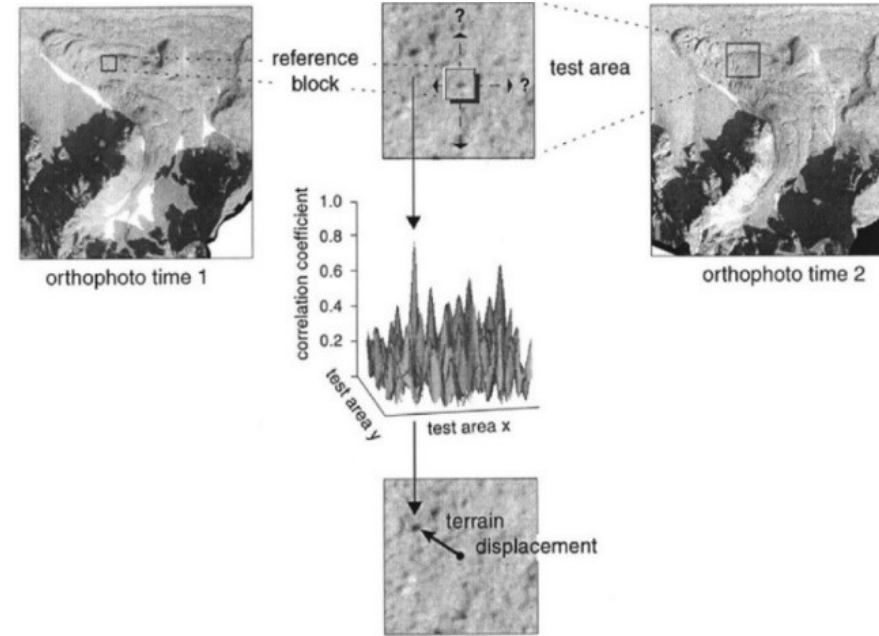 ?
reference
block
?
test area
orthophoto time 1
orthophoto time 2
correlation coefficient
1.0
0.8
0.6
0.4
0.2
test area y
test area x
terrain
displacement